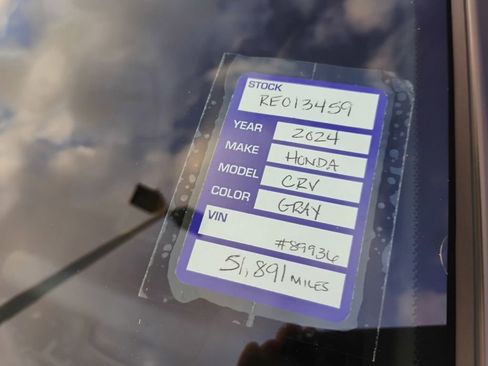 STOCK
RE013459
YEAR 2024
MAKE HONDA
MODEL CRV
COLOR GRAY
VIN
#89936
51,891 MILES